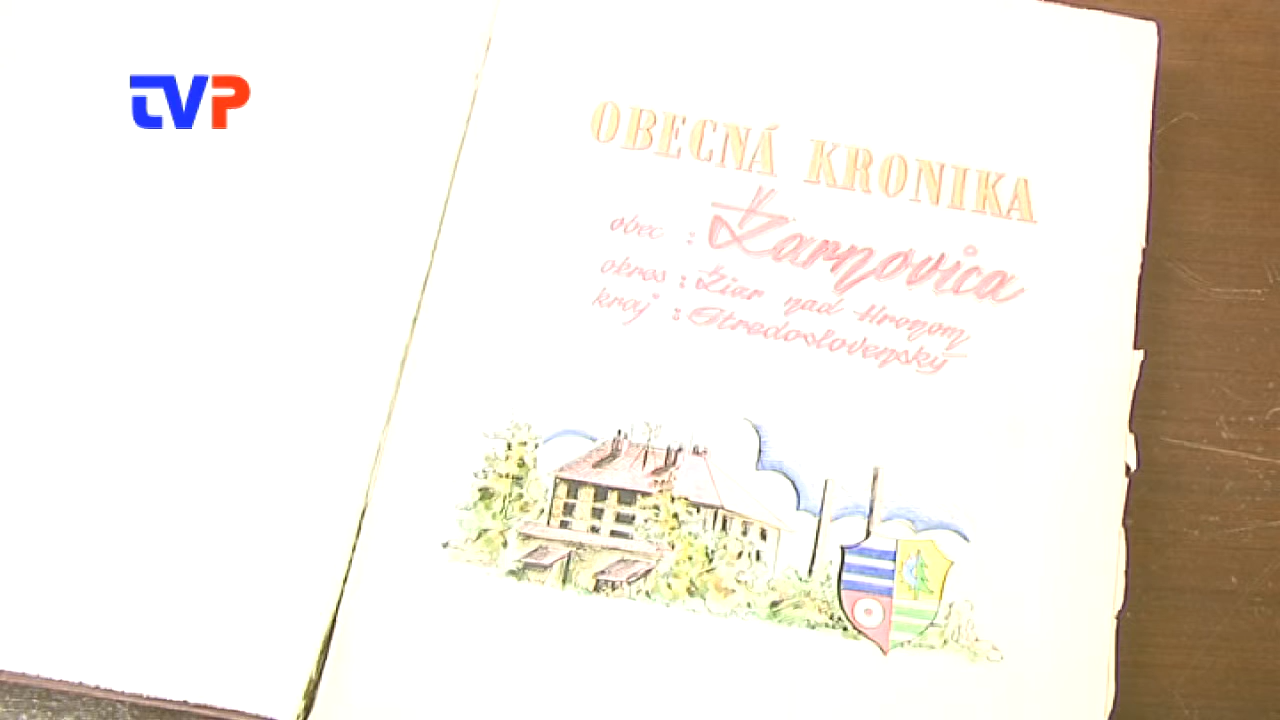 TVP
OBECNÁ KRONIKA
obec : Žarnovica
okres : Žiar nad Hronom
kraj : Stredoslovenský